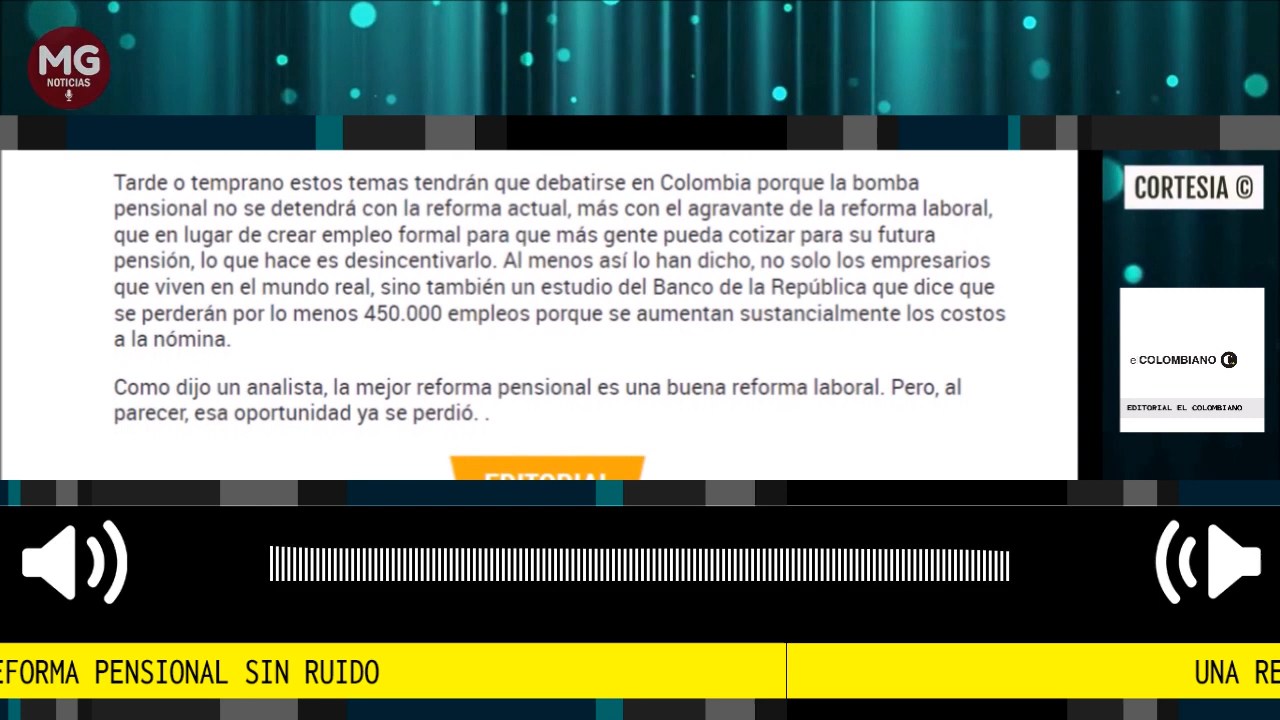 MG
NOTICIAS
Tarde o temprano estos temas tendrán que debatirse en Colombia porque la bomba
pensional no se detendrá con la reforma actual, más con el agravante de la reforma laboral,
que en lugar de crear empleo formal para que más gente pueda cotizar para su futura
pensión, lo que hace es desincentivarlo. Al menos así lo han dicho, no solo los empresarios
que viven en el mundo real, sino también un estudio del Banco de la República que dice que
se perderán por lo menos 450.000 empleos porque se aumentan sustancialmente los costos
a la nómina.
Como dijo un analista, la mejor reforma pensional es una buena reforma laboral. Pero, al
parecer, esa oportunidad ya se perdió. .
EDITORIAL
CORTESIA ©
e COLOMBIANO
EDITORIAL EL COLOMBIANO
EFORMA PENSIONAL SIN RUIDO
UNA RE